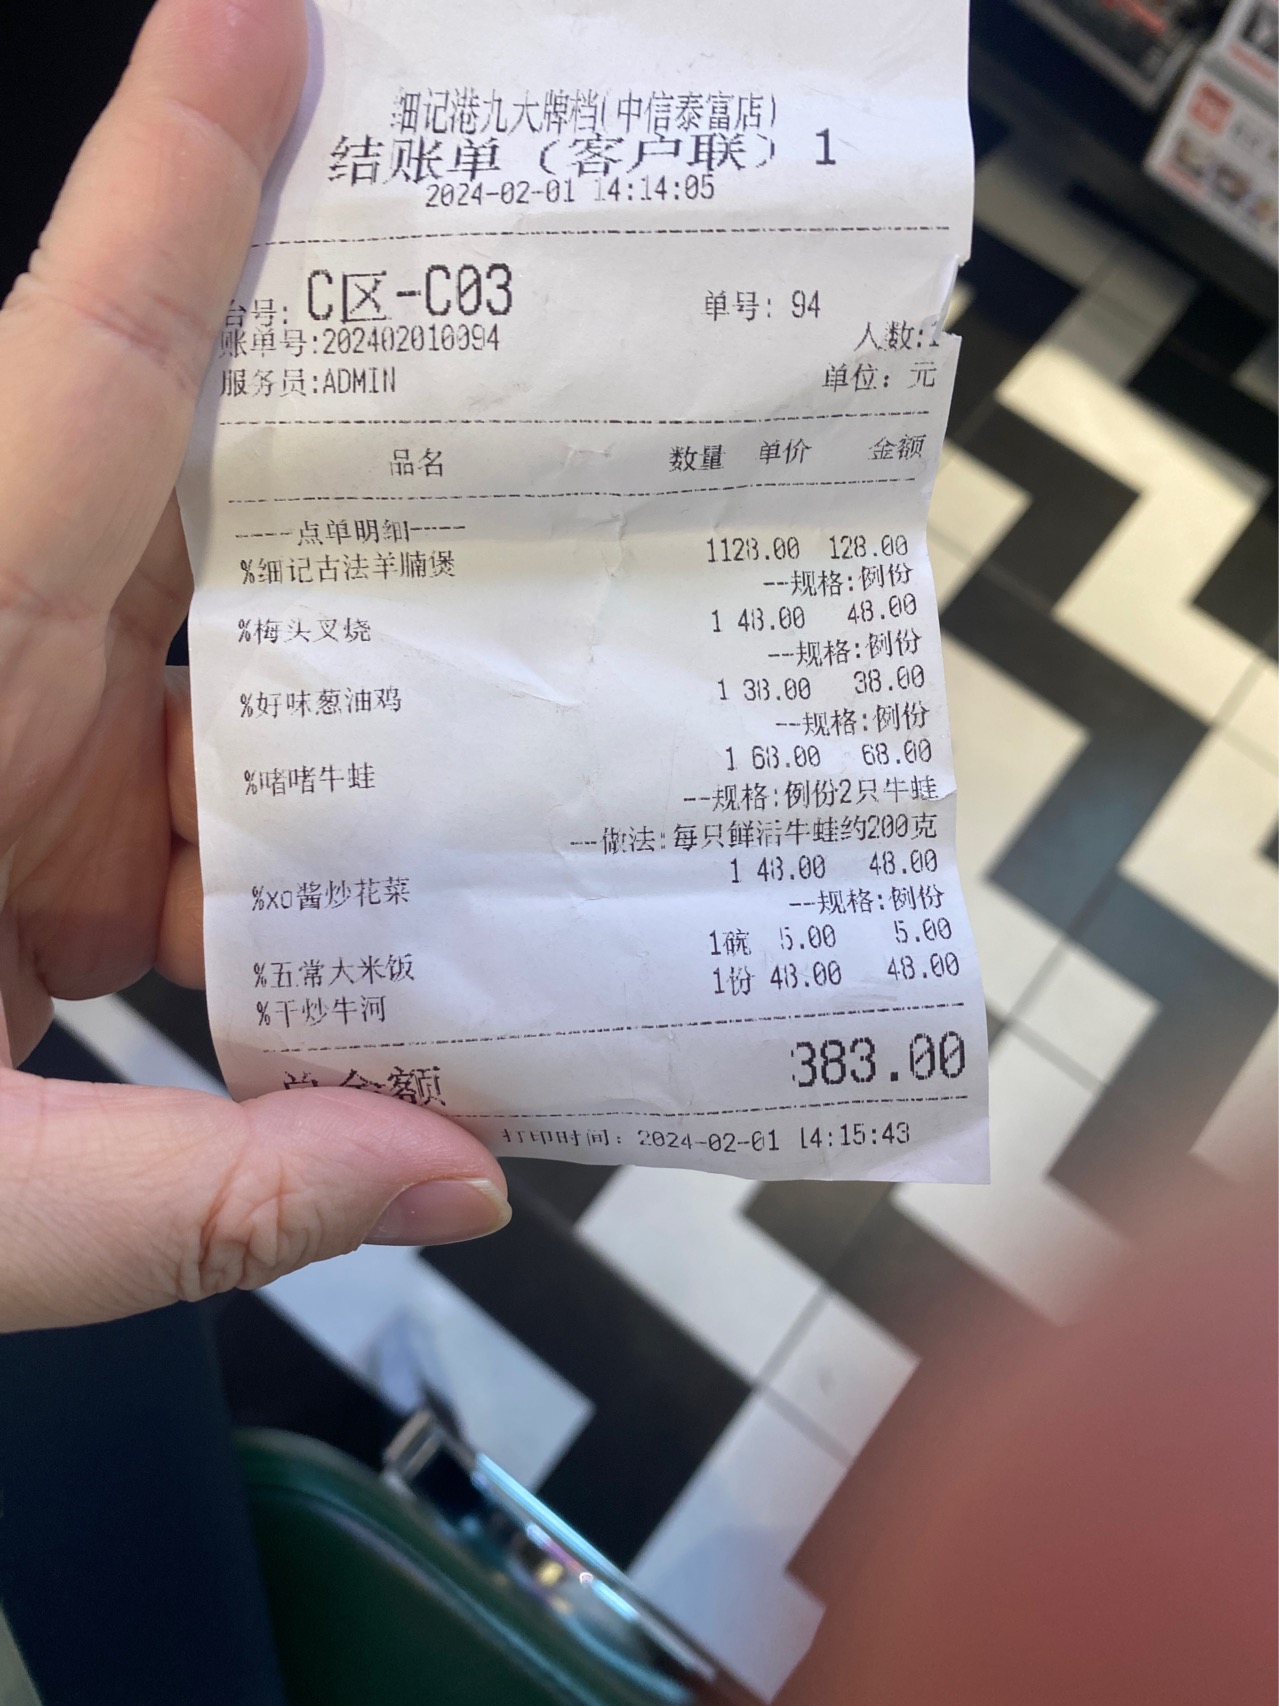 细记港九大牌档(中信泰富店)
结账单（客户联）1
2024-02-01 14:14:05
台号: C区-C03 单号: 94
账单号:202402010094 人数:1
服务员:ADMIN 单位: 元
品名 数量 单价 金额
----点单明细----
%细记古法羊腩煲 1128.00 128.00
--规格:例份
%梅头叉烧 1 48.00 48.00
--规格:例份
%好味葱油鸡 1 38.00 38.00
--规格:例份
%啫啫牛蛙 1 68.00 68.00
--规格:例份2只牛蛙
--做法:每只鲜活牛蛙约200克
%xo酱炒花菜 1 48.00 48.00
--规格:例份
%五常大米饭 1碗 5.00 5.00
%干炒牛河 1份 48.00 48.00
总金额 383.00
打印时间: 2024-02-01 14:15:43